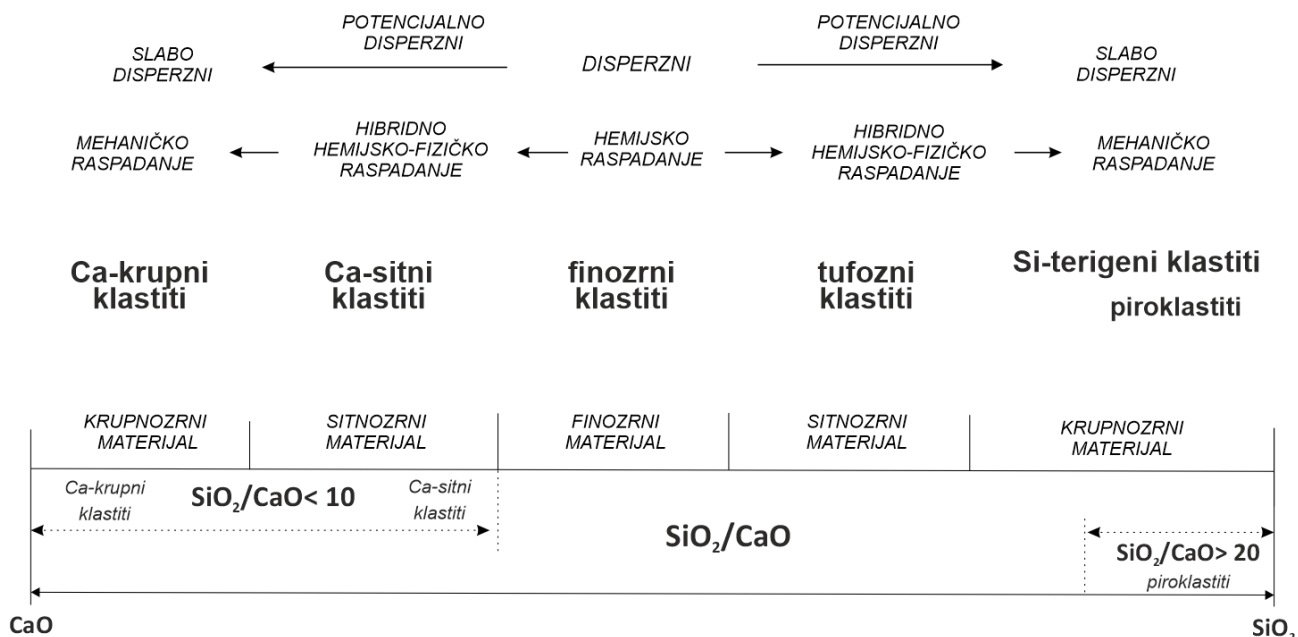 POTENCIJALNO
DISPERZNI
POTENCIJALNO
DISPERZNI
SLABO
DISPERZNI
DISPERZNI
SLABO
DISPERZNI
MEHANIČKO
RASPADANJE
HIBRIDNO
HEMIJSKO-FIZIČKO
RASPADANJE
HEMIJSKO
RASPADANJE
HIBRIDNO
HEMIJSKO-FIZIČKO
RASPADANJE
MEHANIČKO
RASPADANJE
Ca-krupni
klastiti
Ca-sitni
klastiti
finozrni
klastiti
tufozni
klastiti
Si-terigeni klastiti
piroklastiti
KRUPNOZRNI
MATERIJAL
SITNOZRNI
MATERIJAL
FINOZRNI
MATERIJAL
SITNOZRNI
MATERIJAL
KRUPNOZRNI
MATERIJAL
Ca-krupni
klastiti
SiO₂/CaO< 10
Ca-sitni
klastiti
SiO₂/CaO
SiO₂/CaO> 20
piroklastiti
CaO
SiO₂